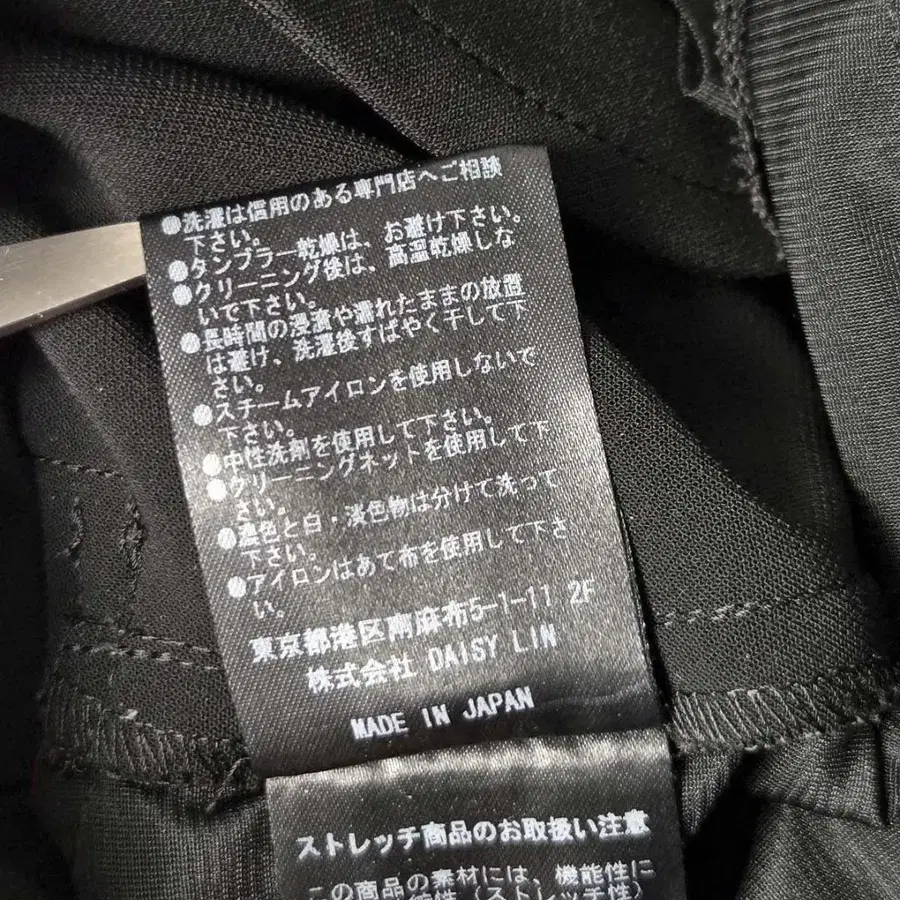 ●洗濯は信用のある専門店へご相談
下さい。
●タンブラー乾燥は、お避け下さい。
●クリーニング後は、高温乾燥しな
いで下さい。
●長時間の浸漬や濡れたままの放置
は避け、洗濯後すばやく干して下
さい。
●スチームアイロンを使用しないで
下さい。
●中性洗剤を使用して下さい。
●クリーニングネットを使用して下
さい。
●濃色と白・淡色物は分けて洗って
下さい。
●アイロンはあて布を使用して下さ
い。
東京都港区南麻布5-1-11 2F
株式会社 DAISY LIN
MADE IN JAPAN
ストレッチ商品のお取扱い注意
この商品の素材には、機能性に
性(ストレッチ性)